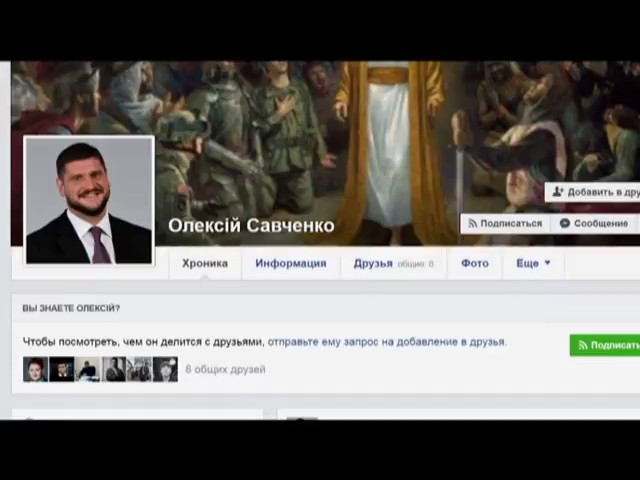 Добавить в дру
Олексій Савченко
Подписаться
Сообщение
Хроника
Информация
Друзья общие: 8
Фото
Еще
ВЫ ЗНАЕТЕ ОЛЕКСІЙ?
Чтобы посмотреть, чем он делится с друзьями, отправьте ему запрос на добавление в друзья.
Подписать
8 общих друзей